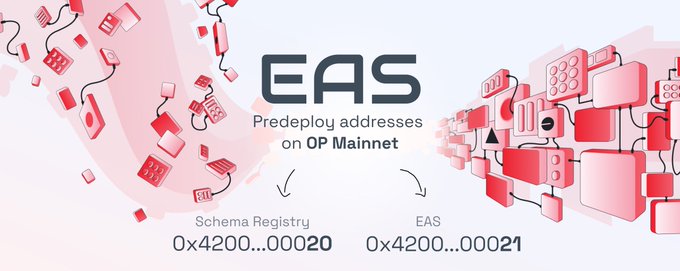 EAS
Predeploy addresses
on OP Mainnet
Schema Registry
0x4200...00020
EAS
0x4200...00021